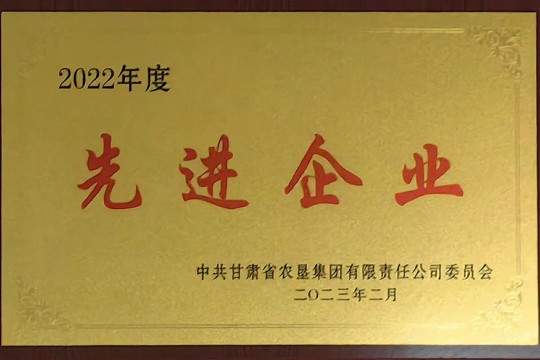 2022年度
先进企业
中共甘肃省农垦集团有限责任公司委员会
二〇二三年二月